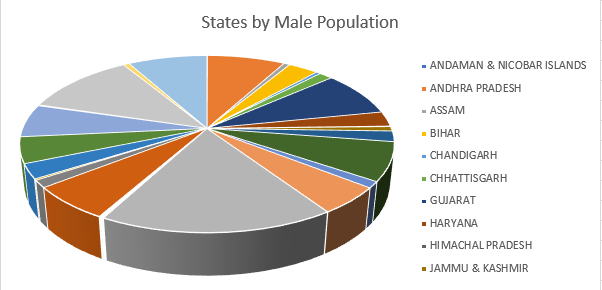 States by Male Population
ANDAMAN & NICOBAR ISLANDS
ANDHRA PRADESH
ASSAM
BIHAR
CHANDIGARH
CHHATTISGARH
GUJARAT
HARYANA
HIMACHAL PRADESH
JAMMU & KASHMIR